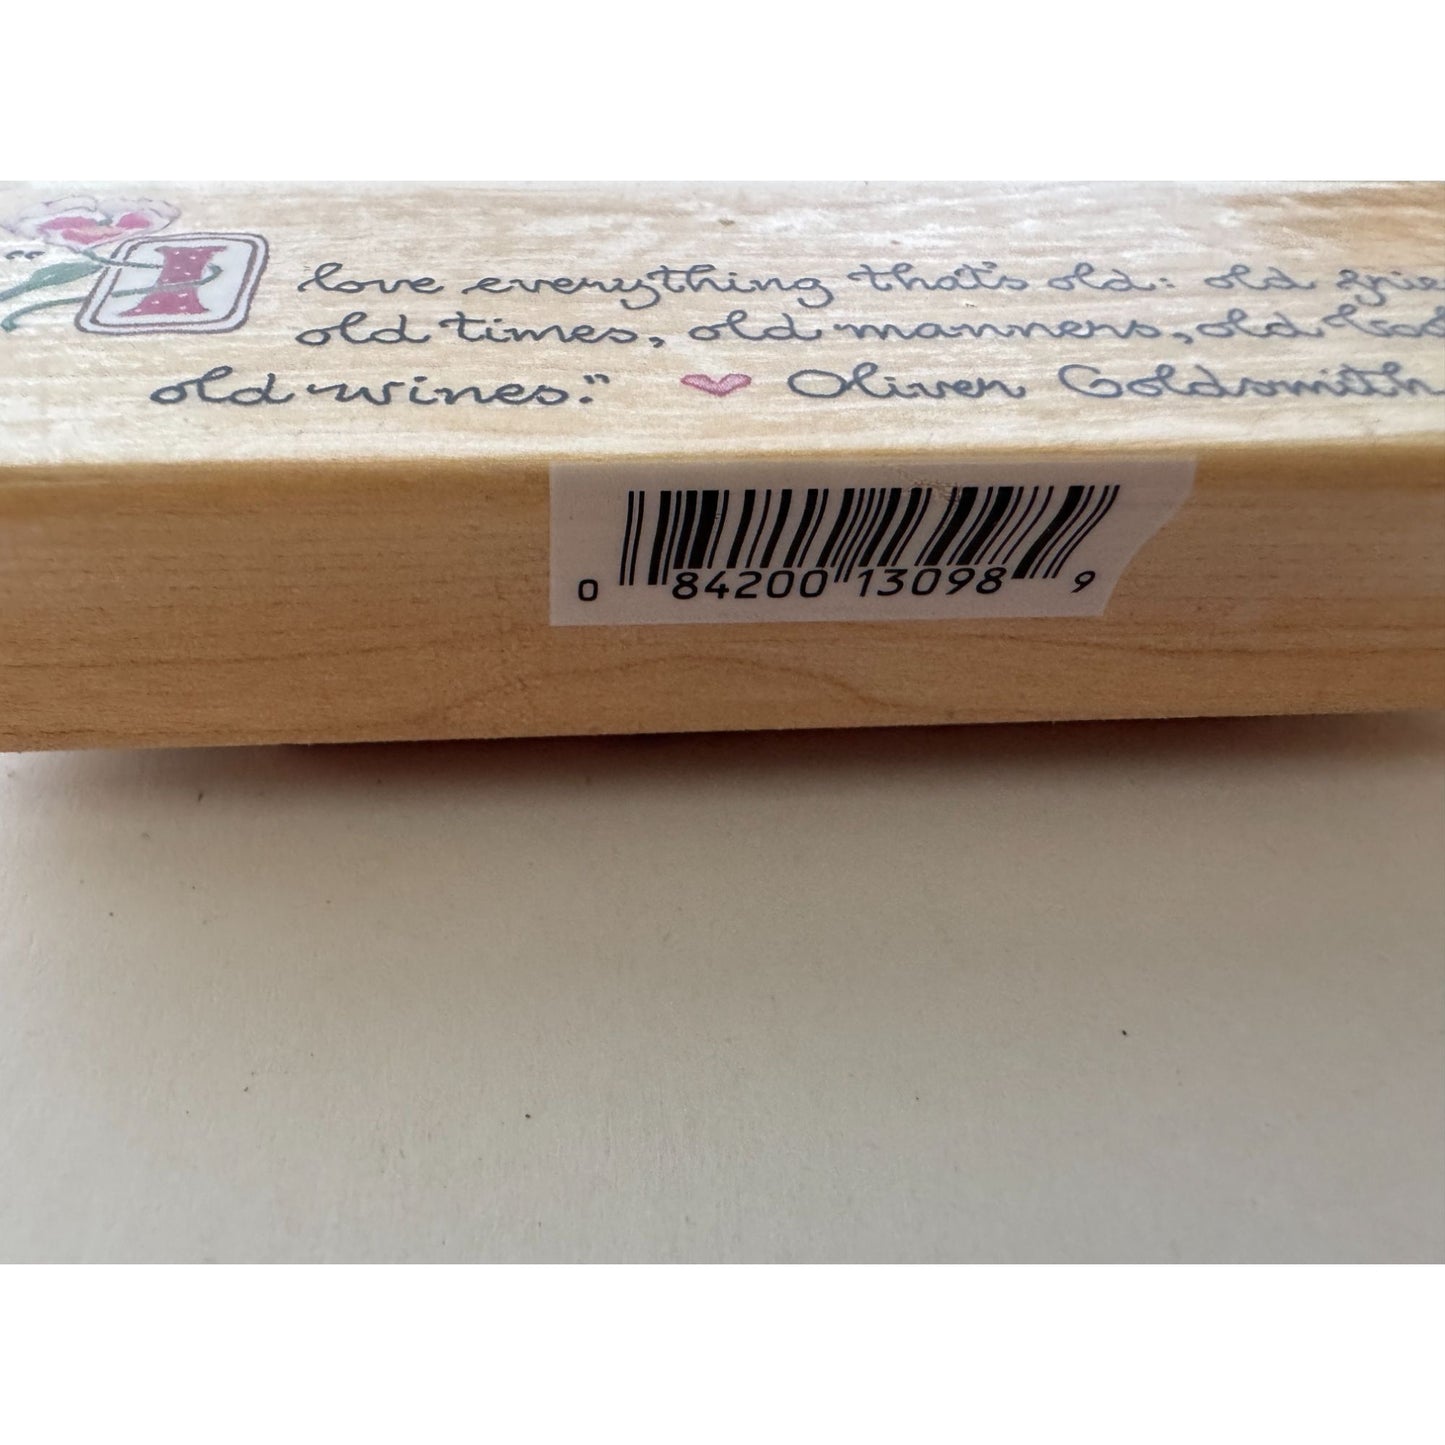 "I love everything that's old: old
old times, old manners, old
old wines." Oliver Goldsmith
0 84200 13098 9